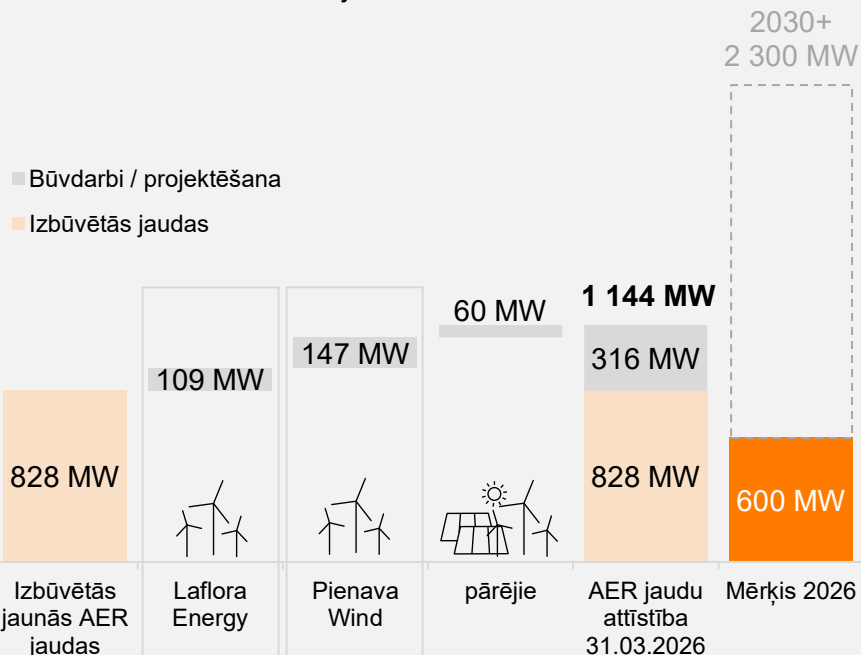 2030+
2 300 MW
Būvdarbi / projektēšana
Izbūvētās jaudas
828 MW
109 MW
147 MW
60 MW
1 144 MW
316 MW
828 MW
600 MW
Izbūvētās
jaunās AER
jaudas
Laflora
Energy
Pienava
Wind
pārējie
AER jaudu
attīstība
31.03.2026
Mērķis 2026